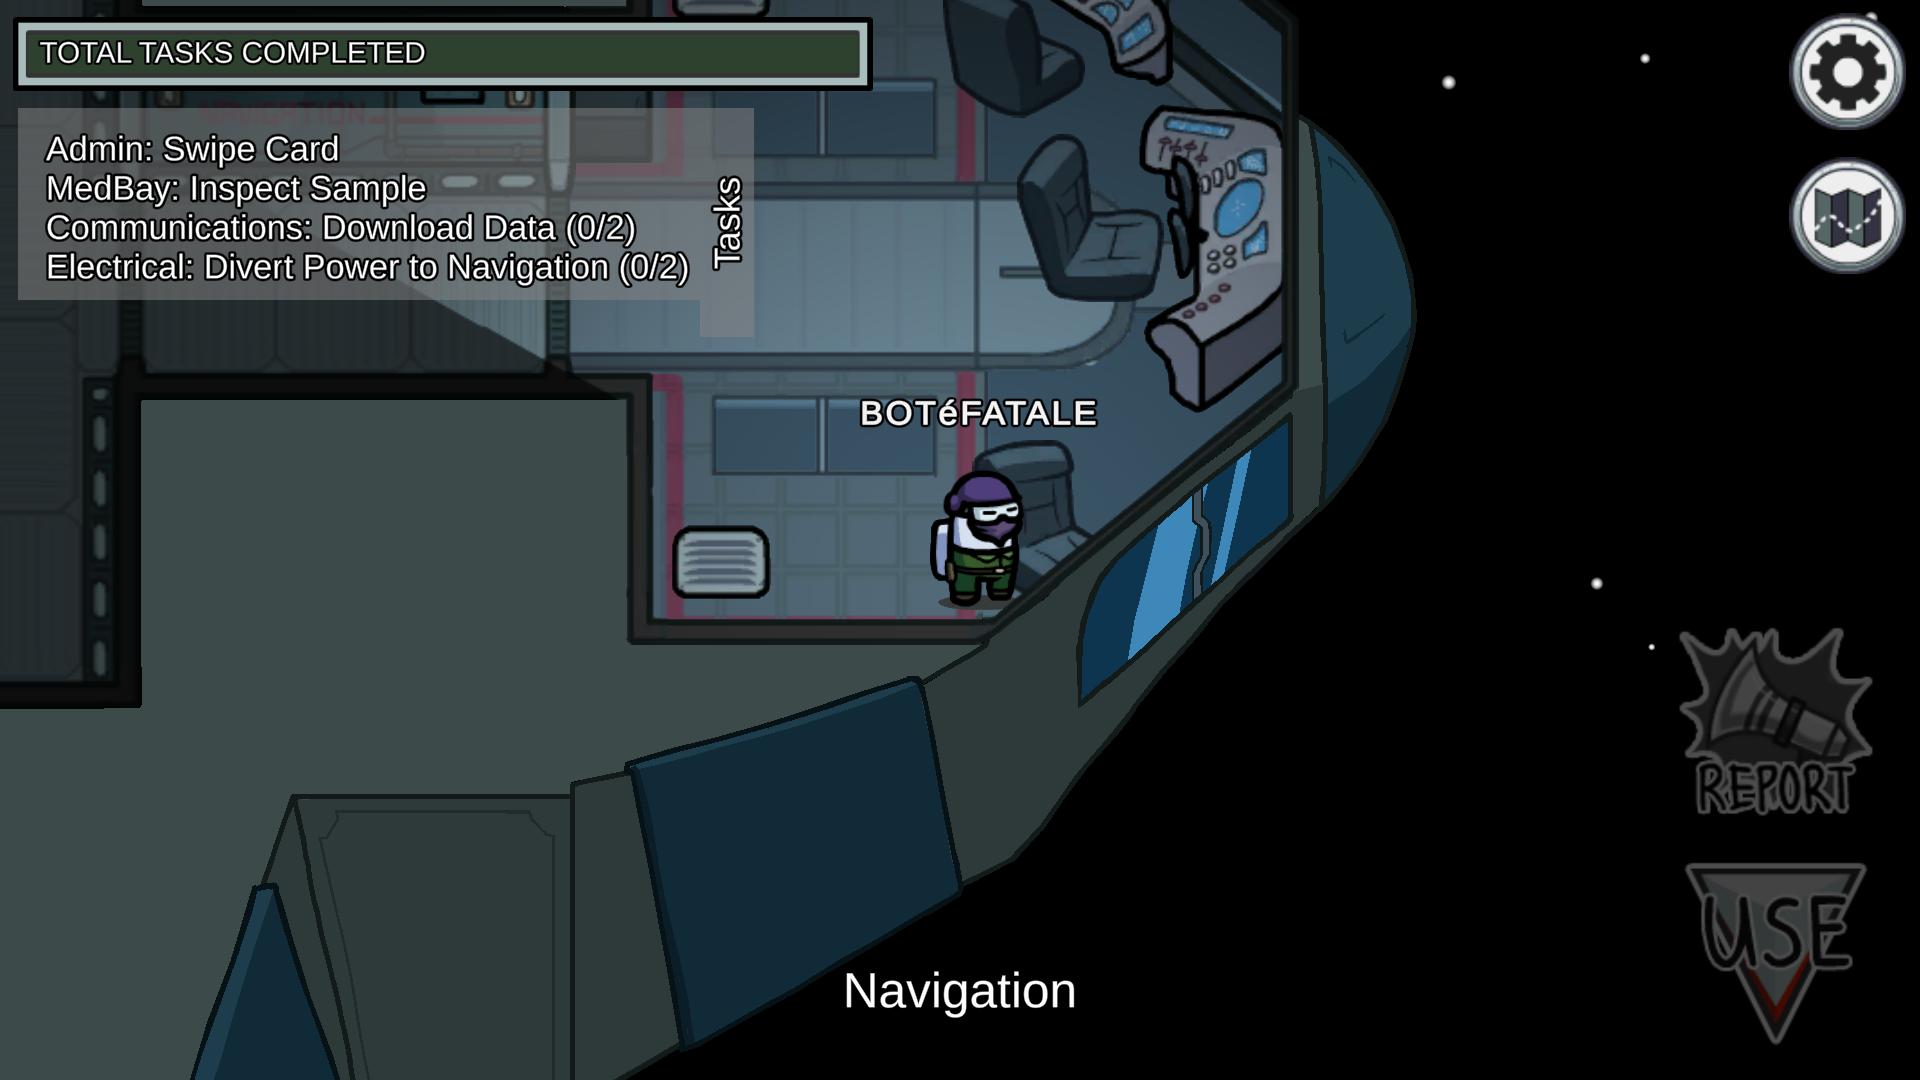 TOTAL TASKS COMPLETED
NAVIGATION
Admin: Swipe Card
MedBay: Inspect Sample
Communications: Download Data (0/2)
Electrical: Divert Power to Navigation (0/2)
Tasks
BOTéFATALE
REPORT
USE
Navigation